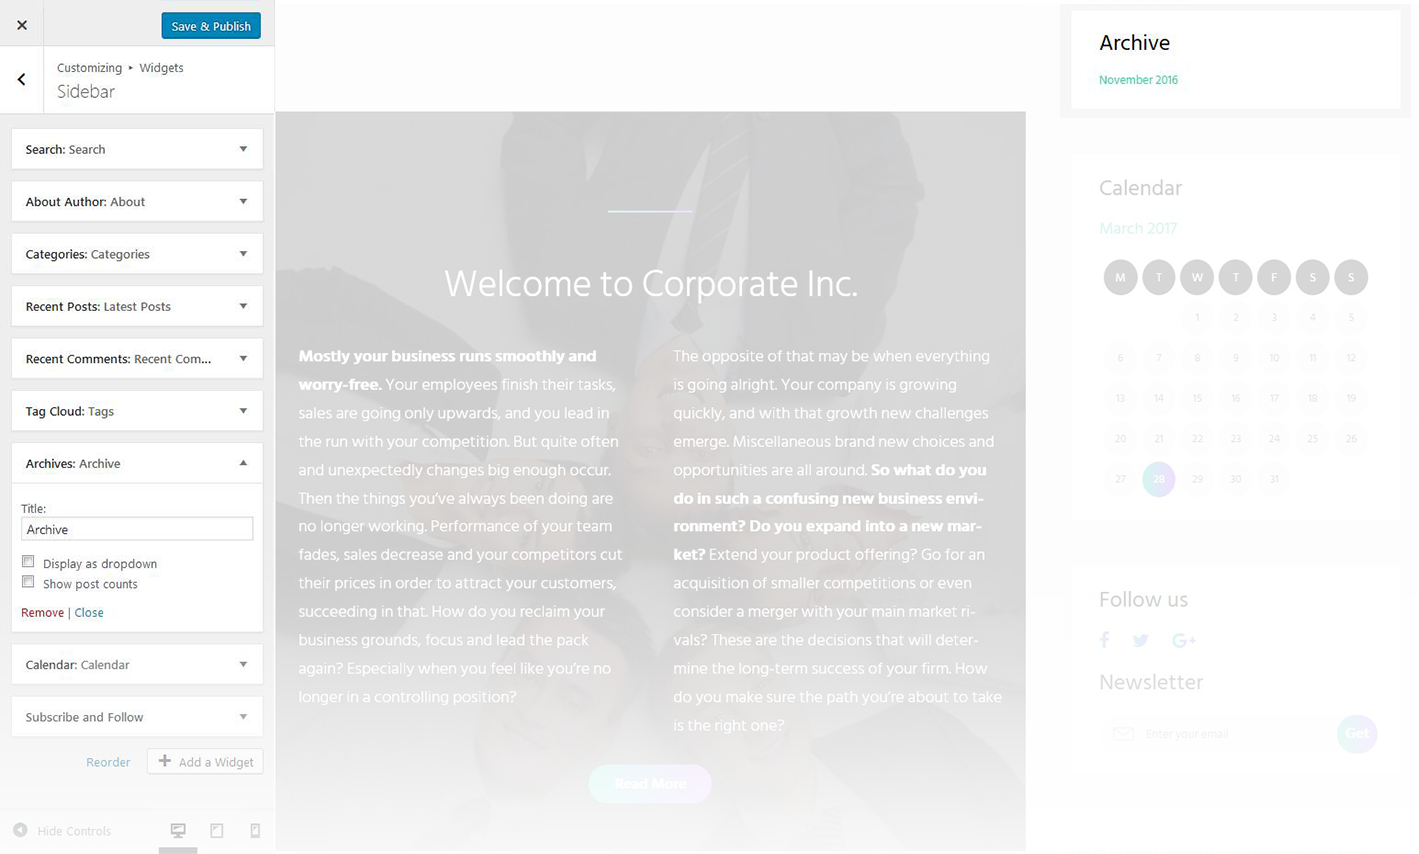 Save & Publish
Customizing ▸ Widgets
Sidebar
Search: Search
About Author: About
Categories: Categories
Recent Posts: Latest Posts
Recent Comments: Recent Com...
Tag Cloud: Tags
Archives: Archive
Title:
Archive
Display as dropdown
Show post counts
Remove | Close
Calendar: Calendar
Subscribe and Follow
Reorder
Add a Widget
Hide Controls
Welcome to Corporate Inc.
Mostly your business runs smoothly and
worry-free. Your employees finish their tasks,
sales are going only upwards, and you lead in
the run with your competition. But quite often
and unexpectedly changes big enough occur.
Then the things you've always been doing are
no longer working. Performance of your team
fades, sales decrease and your competitors cut
their prices in order to attract your customers,
succeeding in that. How do you reclaim your
business grounds, focus and lead the pack
again? Especially when you feel like you're no
longer in a controlling position?
The opposite of that may be when everything
is going alright. Your company is growing
quickly, and with that growth new challenges
emerge. Miscellaneous brand new choices and
opportunities are all around. So what do you
do in such a confusing new business envi-
ronment? Do you expand into a new mar-
ket? Extend your product offering? Go for an
acquisition of smaller competitions or even
consider a merger with your main market ri-
vals? These are the decisions that will deter-
mine the long-term success of your firm. How
do you make sure the path you're about to take
is the right one?
Read More
Archive
November 2016
Calendar
March 2017
M T W T F S S
1 2 3 4 5
6 7 8 9 10 11 12
13 14 15 16 17 18 19
20 21 22 23 24 25 26
27 28 29 30 31
Follow us
Newsletter
Enter your email
Get